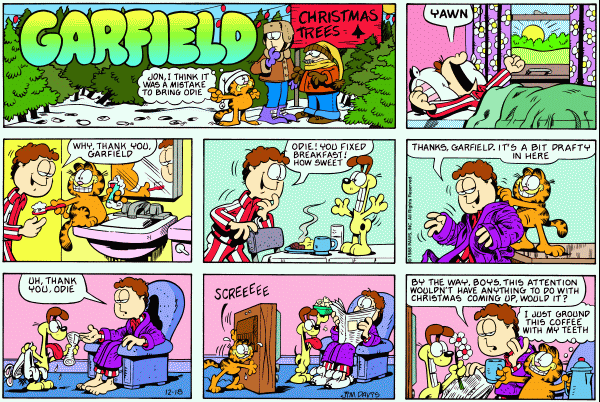 GARFIELD
CHRISTMAS
TREES
JON, I THINK IT
WAS A MISTAKE
TO BRING ODIE
YAWN
WHY, THANK YOU,
GARFIELD
ODIE! YOU FIXED
BREAKFAST!
HOW SWEET
THANKS, GARFIELD. IT'S A BIT DRAFTY
IN HERE
UH, THANK
YOU, ODIE
12-18
SCREEEEE
JIM DAVIS
BY THE WAY, BOYS, THIS ATTENTION
WOULDN'T HAVE ANYTHING TO DO WITH
CHRISTMAS COMING UP, WOULD IT?
I JUST GROUND
THIS COFFEE
WITH MY TEETH